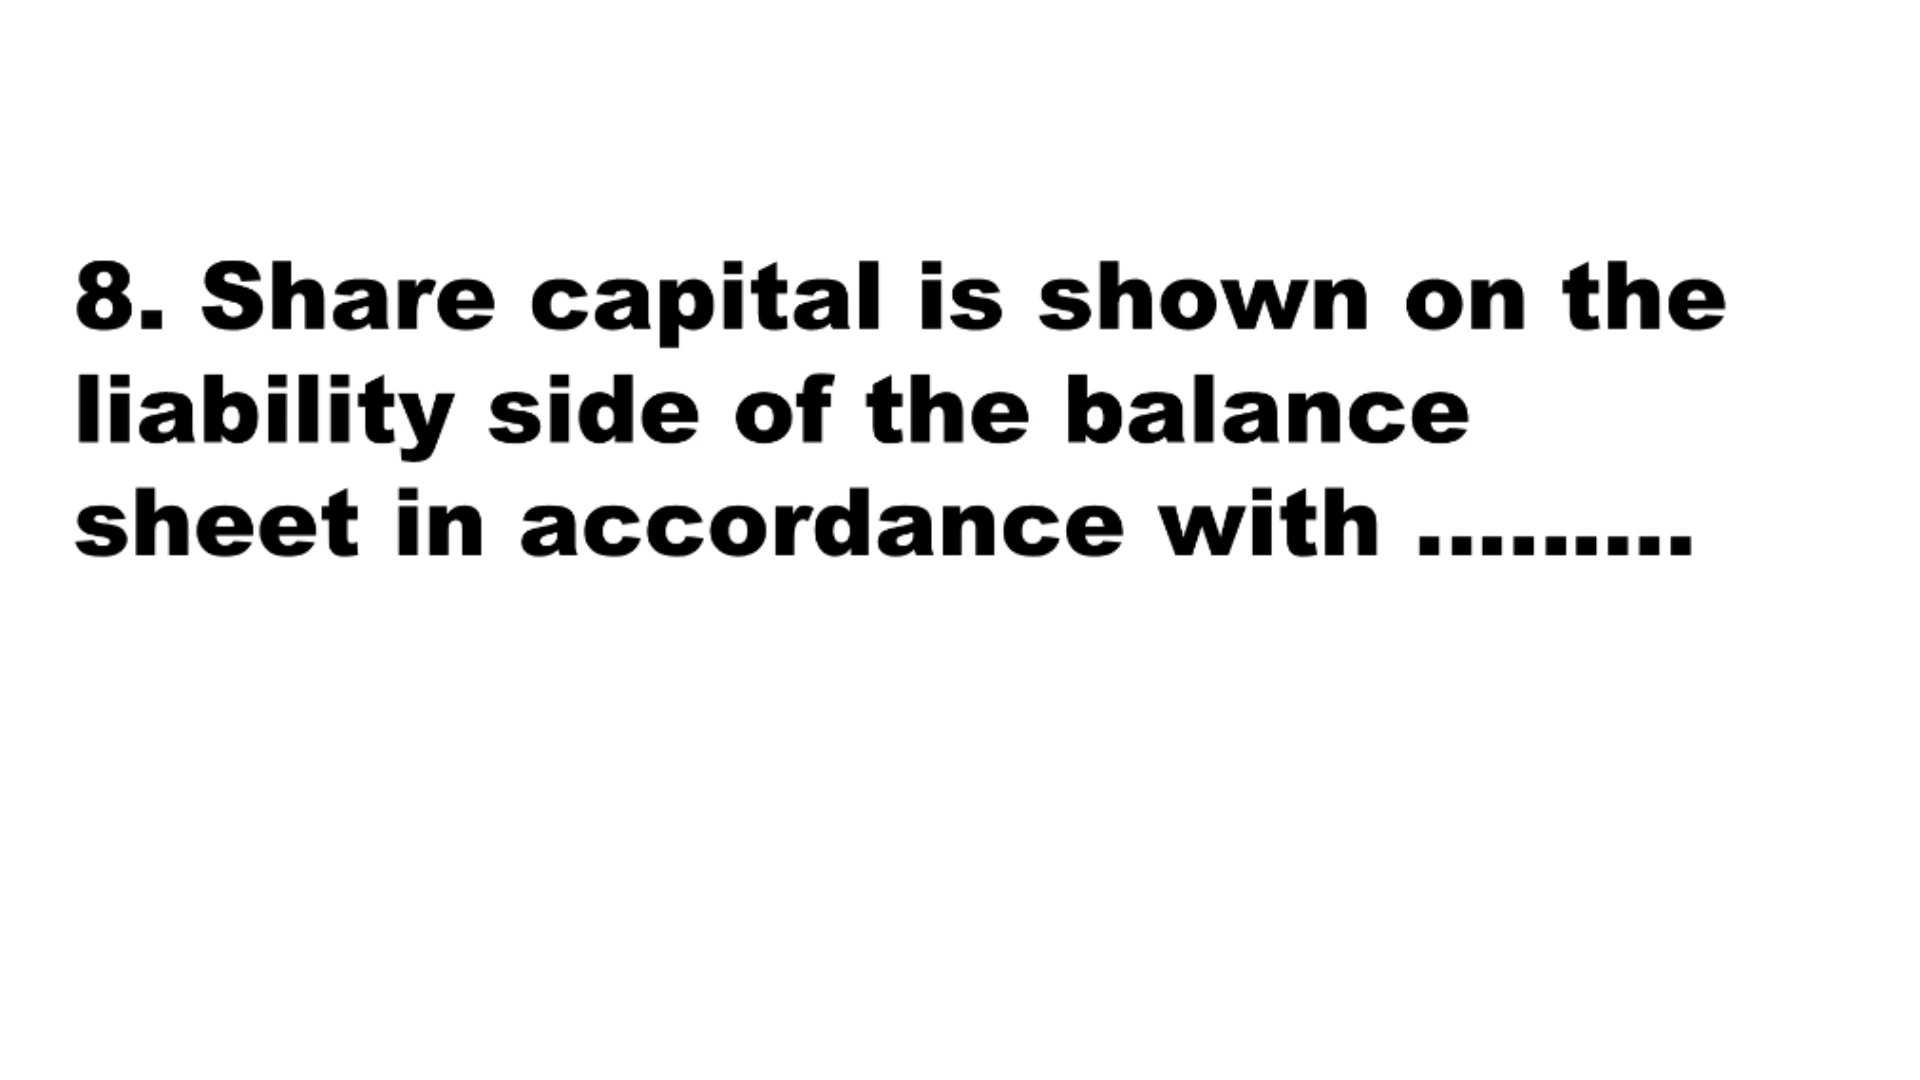 8. Share capital is shown on the
liability side of the balance
sheet in accordance with .........